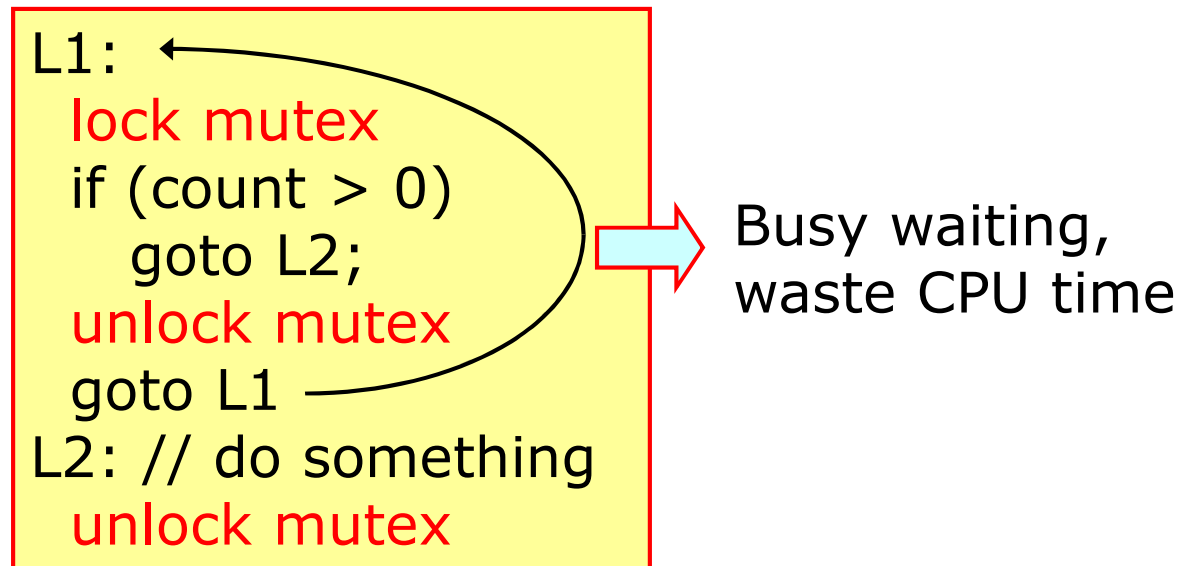 L1:
lock mutex
if (count > 0)
goto L2;
unlock mutex
goto L1
L2: // do something
unlock mutex
Busy waiting,
waste CPU time